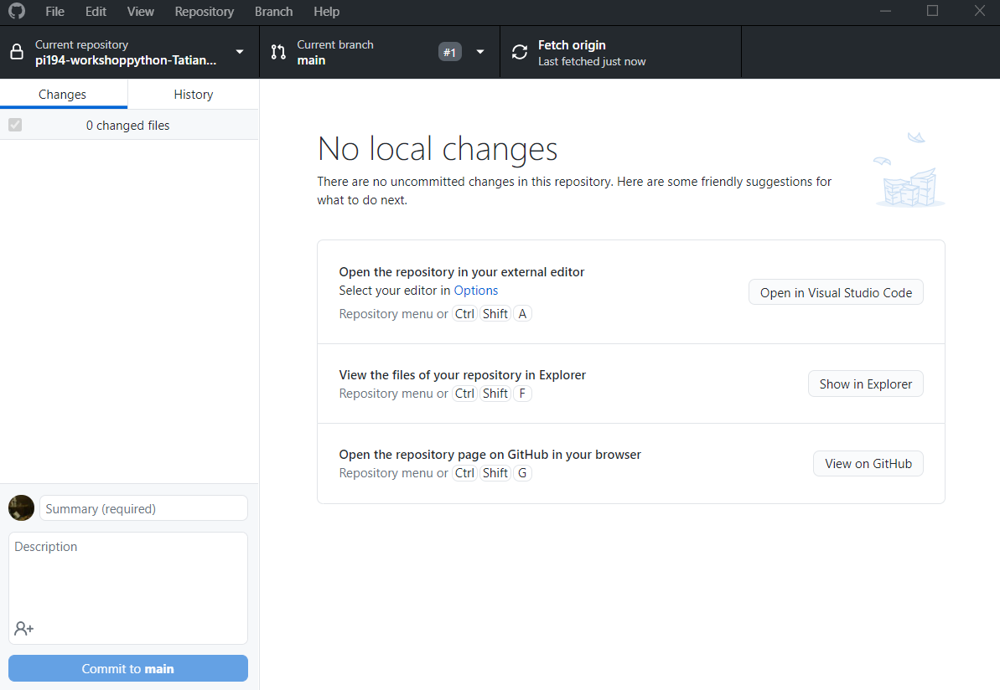 File Edit View Repository Branch Help
Current repository
pi194-workshoppython-Tatian...
Current branch
main
#1
Fetch origin
Last fetched just now
Changes
History
0 changed files
No local changes
There are no uncommitted changes in this repository. Here are some friendly suggestions for
what to do next.
Open the repository in your external editor
Select your editor in Options
Repository menu or Ctrl Shift A
Open in Visual Studio Code
View the files of your repository in Explorer
Repository menu or Ctrl Shift F
Show in Explorer
Open the repository page on GitHub in your browser
Repository menu or Ctrl Shift G
View on GitHub
Summary (required)
Description
Commit to main